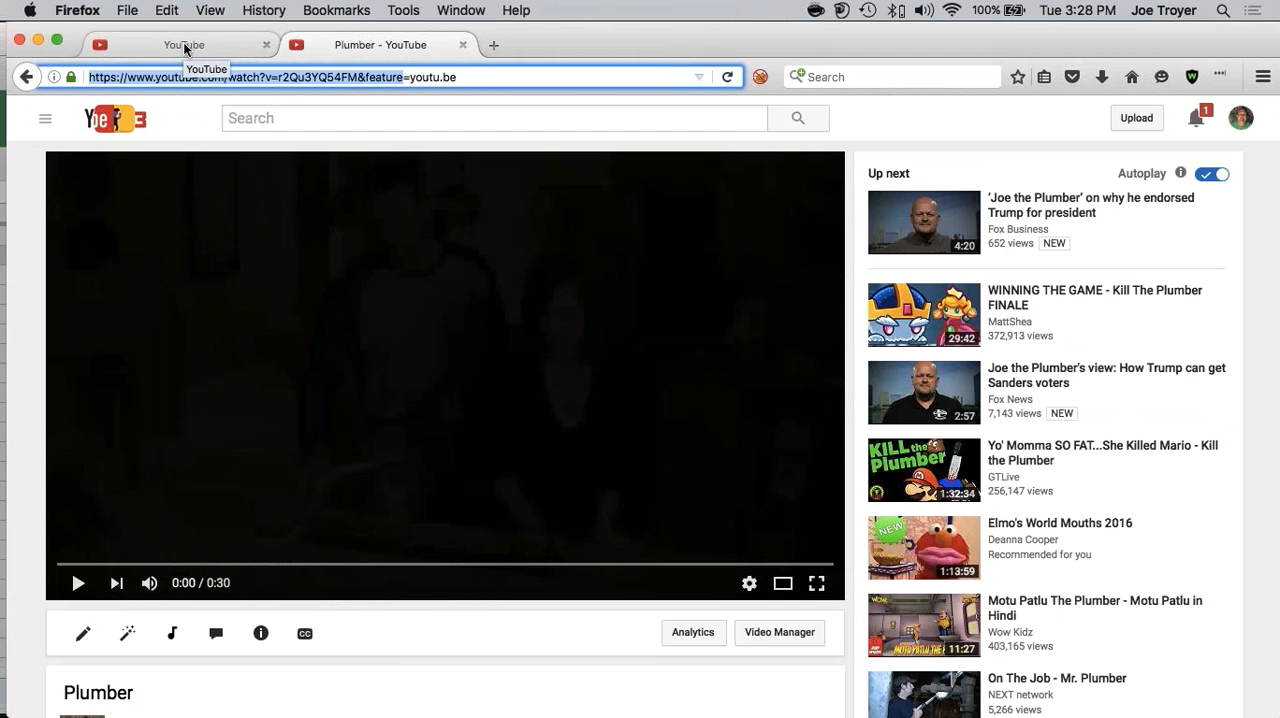 Firefox File Edit View History Bookmarks Tools Window Help 100% Tue 3:28 PM Joe Troyer
YouTube Plumber - YouTube
YouTube
https://www.youtube.com/watch?v=r2Qu3YQ54FM&feature=youtu.be Search
Search Upload 1
Up next Autoplay
'Joe the Plumber' on why he endorsed
Trump for president
Fox Business
652 views NEW
4:20
WINNING THE GAME - Kill The Plumber
FINALE
MattShea
372,913 views
29:42
Joe the Plumber's view: How Trump can get
Sanders voters
Fox News
7,143 views NEW
2:57
Yo' Momma SO FAT...She Killed Mario - Kill
the Plumber
GTLive
256,147 views
KILL the
Plumber
1:32:34
Elmo's World Mouths 2016
Deanna Cooper
Recommended for you
NEW
1:13:59
Motu Patlu The Plumber - Motu Patlu in
Hindi
Wow Kidz
403,165 views
WOW
11:27
On The Job - Mr. Plumber
NEXT network
5,266 views
0:00 / 0:30
CC
Analytics Video Manager
Plumber